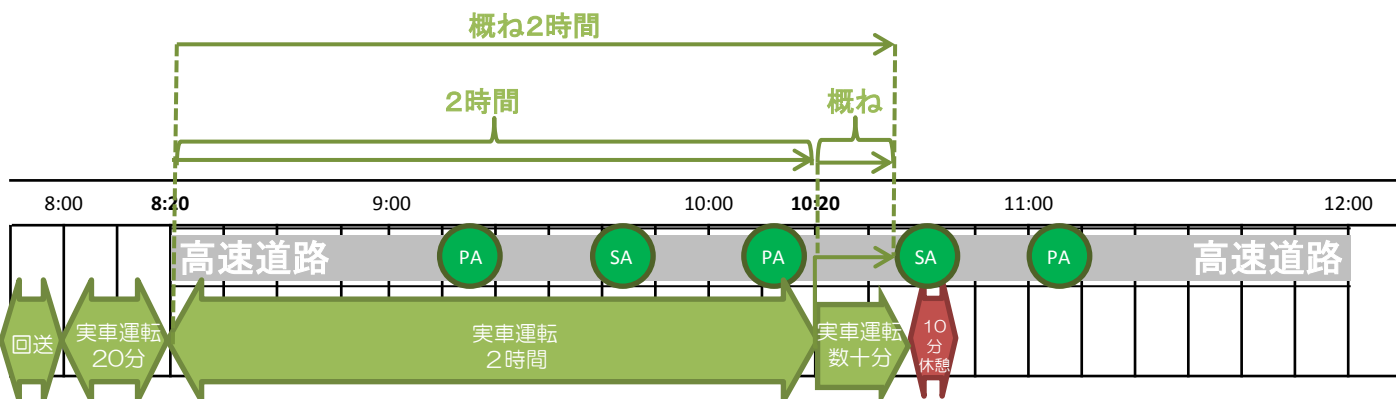 概ね2時間
2時間
概ね
8:00
8:20
9:00
10:00
10:20
11:00
12:00
高速道路
PA
SA
PA
SA
PA
高速道路
回送
実車運転
20分
実車運転
2時間
実車運転
数十分
10
分
休憩